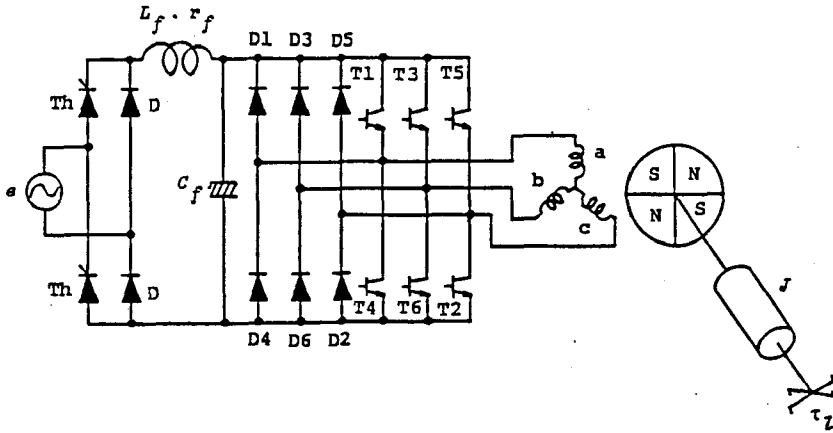 L_f . r_f
D1 D3 D5
T1 T3 T5
Th D
e
C_f
a
b
c
S N
N S
Th D
T4 T6 T2
D4 D6 D2
J
τ_l